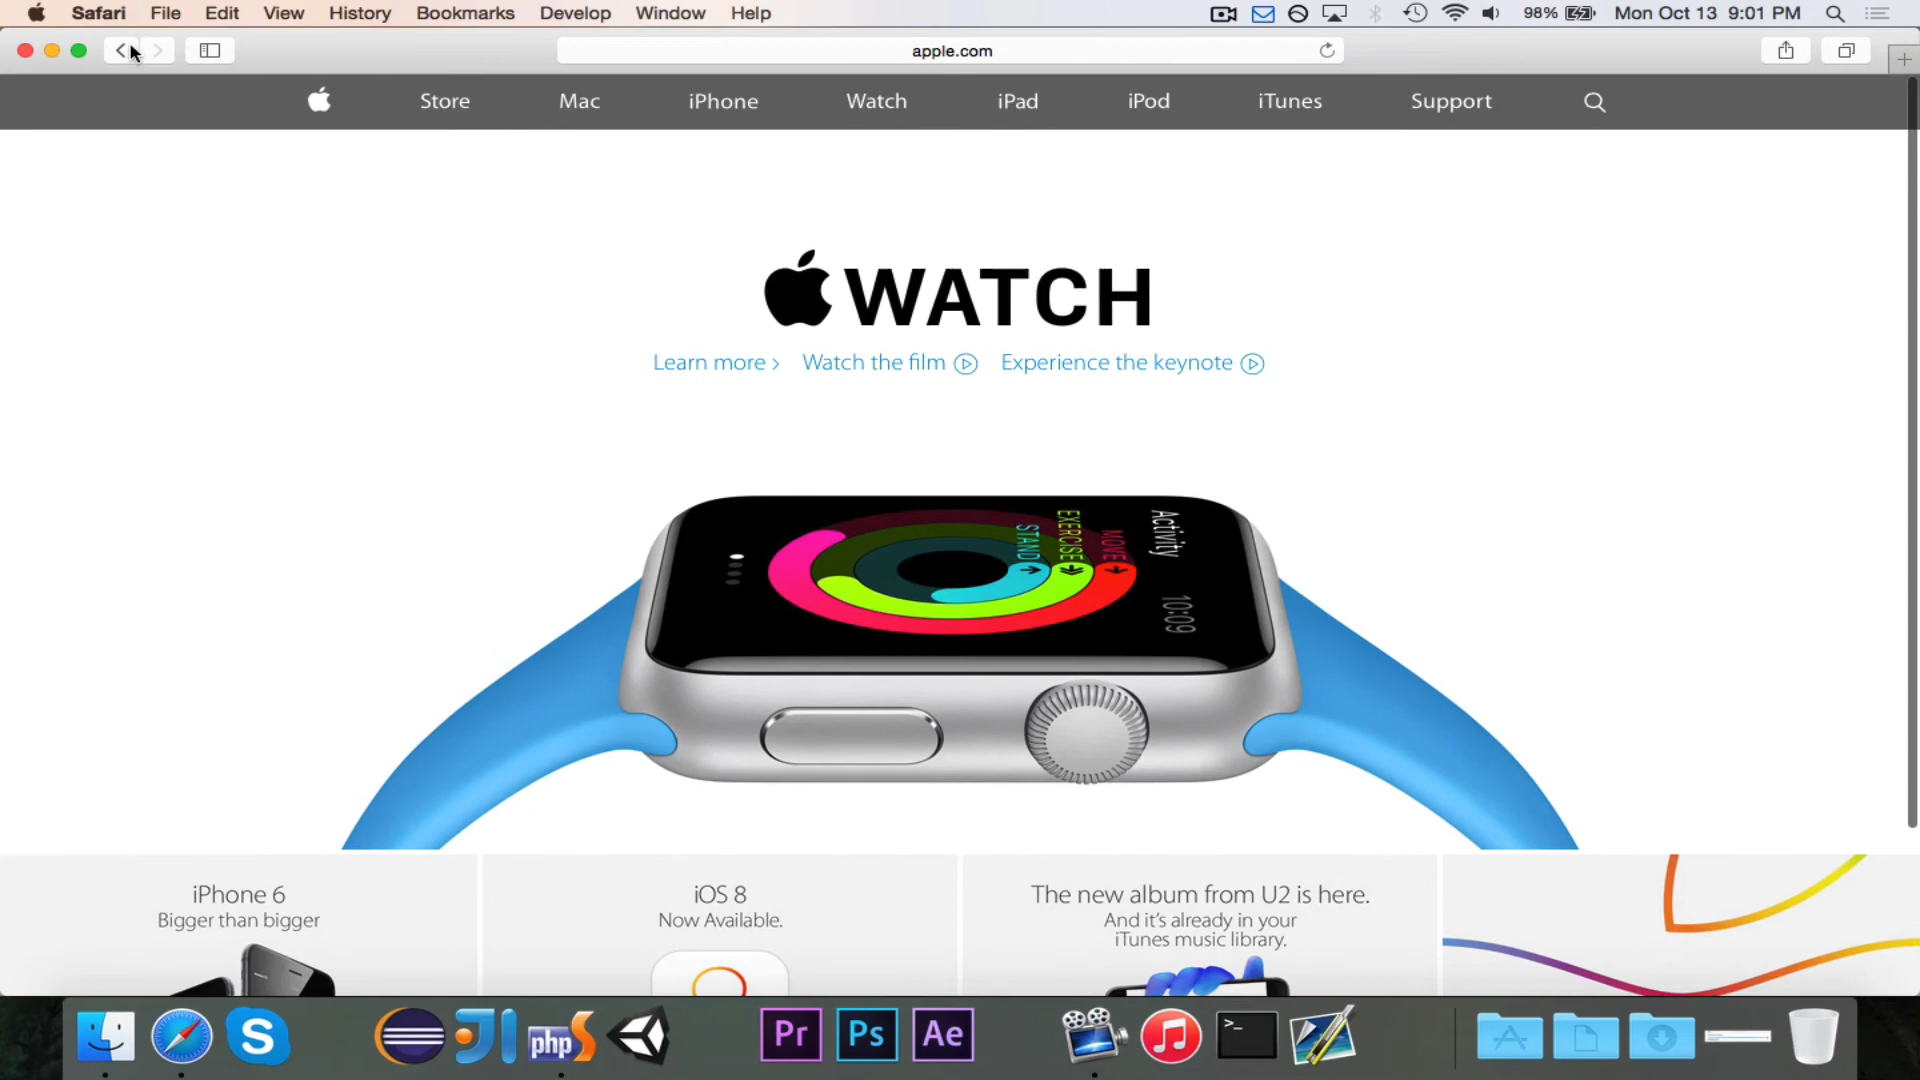 Safari File Edit View History Bookmarks Develop Window Help 98% Mon Oct 13 9:01 PM
apple.com
Store Mac iPhone Watch iPad iPod iTunes Support
WATCH
Learn more Watch the film Experience the keynote
Activity
MOVE
EXERCISE
STAND
10:09
iPhone 6
Bigger than bigger
iOS 8
Now Available.
The new album from U2 is here.
And it's already in your
iTunes music library.
S JI php S Pr Ps Ae >_